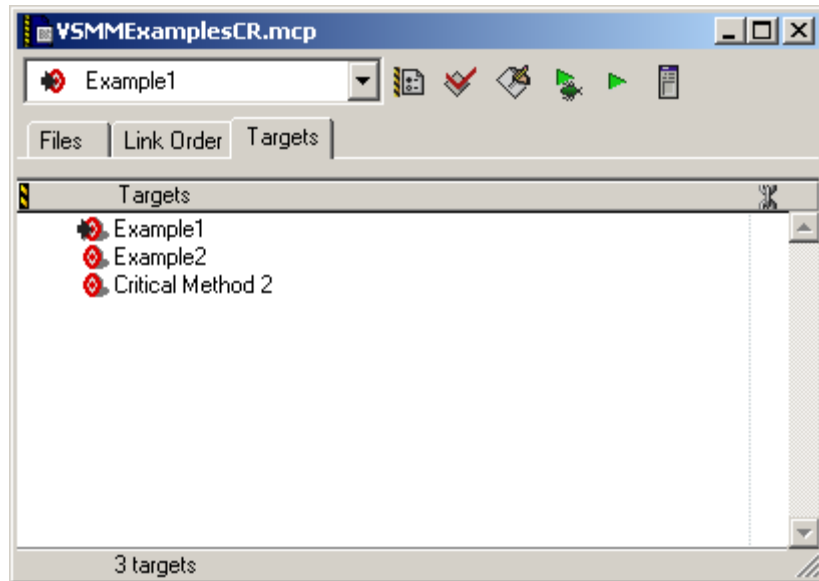 VSMMExamplesCR.mcp
Example1
Files Link Order Targets
Targets
Example1
Example2
Critical Method 2
3 targets